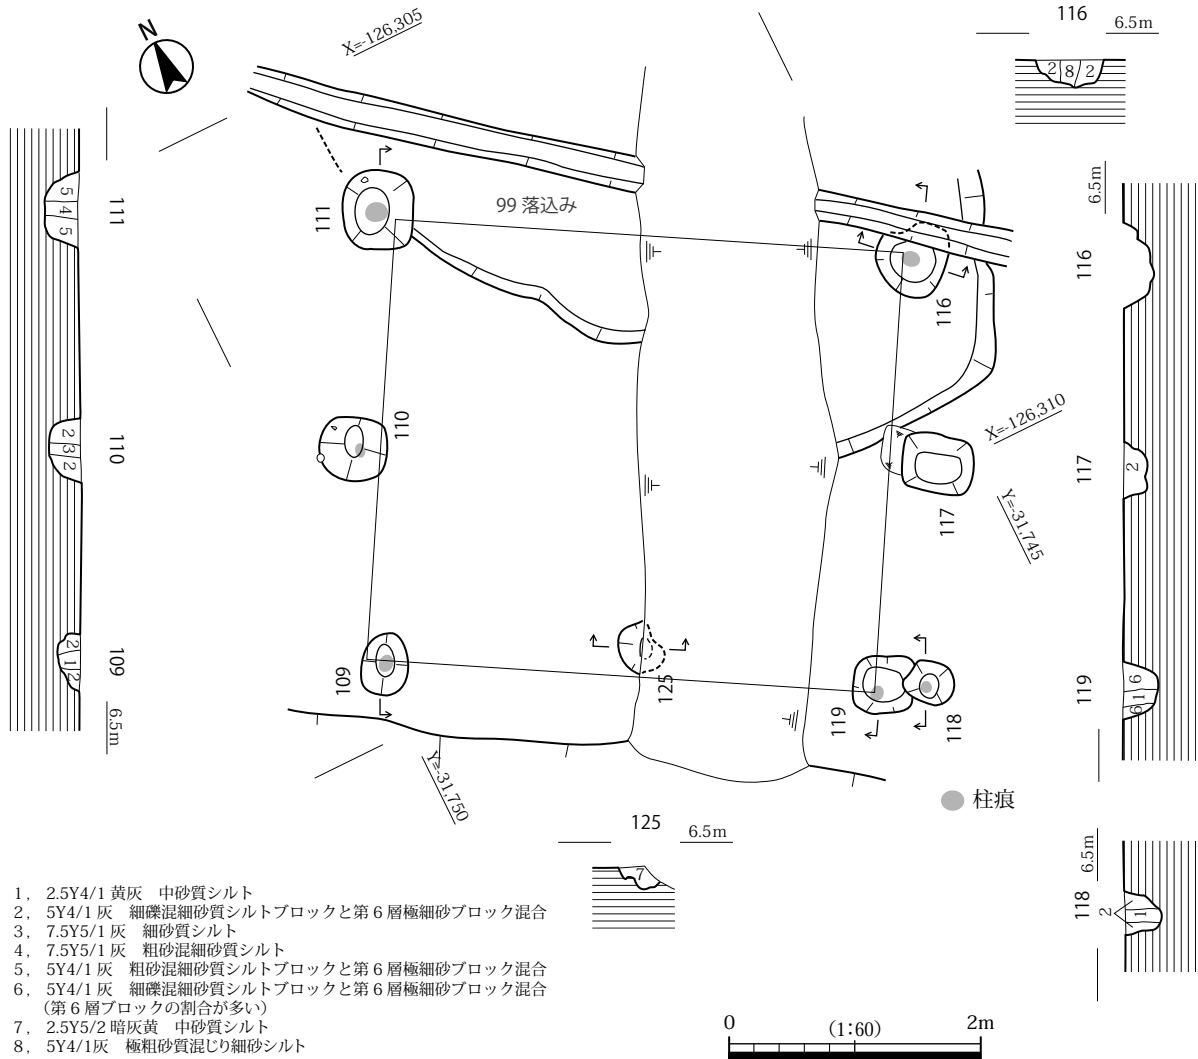 116
6.5m
2 8 2
N
X=-126,305
111
5
4
5
111
99 落込み
6.5m
116
116
110
2
3
2
110
X=-126,310
117
117
2
Y=-31,745
109
2
1
2
109
6.5m
125
119
118
119
6
1
6
Y=-31,750
柱痕
125
6.5m
7
6.5m
118
2
1
1, 2.5Y4/1 黄灰 中砂質シルト
2, 5Y4/1 灰 細礫混細砂質シルトブロックと第6層極細砂ブロック混合
3, 7.5Y5/1 灰 細砂質シルト
4, 7.5Y5/1 灰 粗砂混細砂質シルト
5, 5Y4/1 灰 粗砂混細砂質シルトブロックと第6層極細砂ブロック混合
6, 5Y4/1 灰 細礫混細砂質シルトブロックと第6層極細砂ブロック混合
（第6層ブロックの割合が多い）
7, 2.5Y5/2 暗灰黄 中砂質シルト
8, 5Y4/1灰 極粗砂質混じり細砂シルト
0 (1:60) 2m